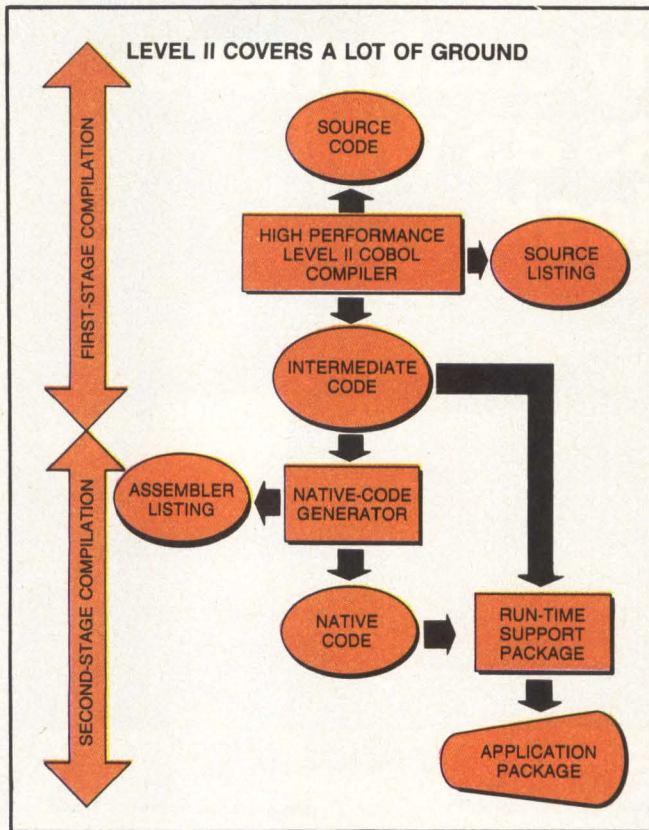 LEVEL II COVERS A LOT OF GROUND
FIRST-STAGE COMPILATION
SOURCE
CODE
HIGH PERFORMANCE
LEVEL II COBOL
COMPILER
SOURCE
LISTING
INTERMEDIATE
CODE
SECOND-STAGE COMPILATION
ASSEMBLER
LISTING
NATIVE-CODE
GENERATOR
NATIVE
CODE
RUN-TIME
SUPPORT
PACKAGE
APPLICATION
PACKAGE